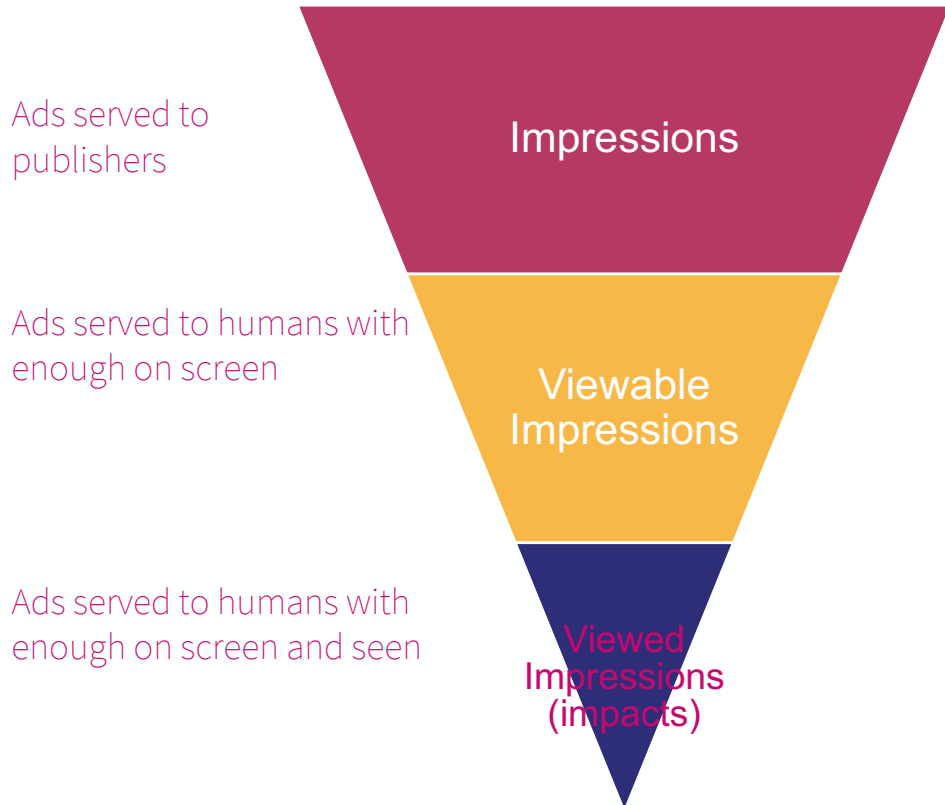 Ads served to
publishers
Impressions
Ads served to humans with
enough on screen
Viewable
Impressions
Ads served to humans with
enough on screen and seen
Viewed
Impressions
(impacts)